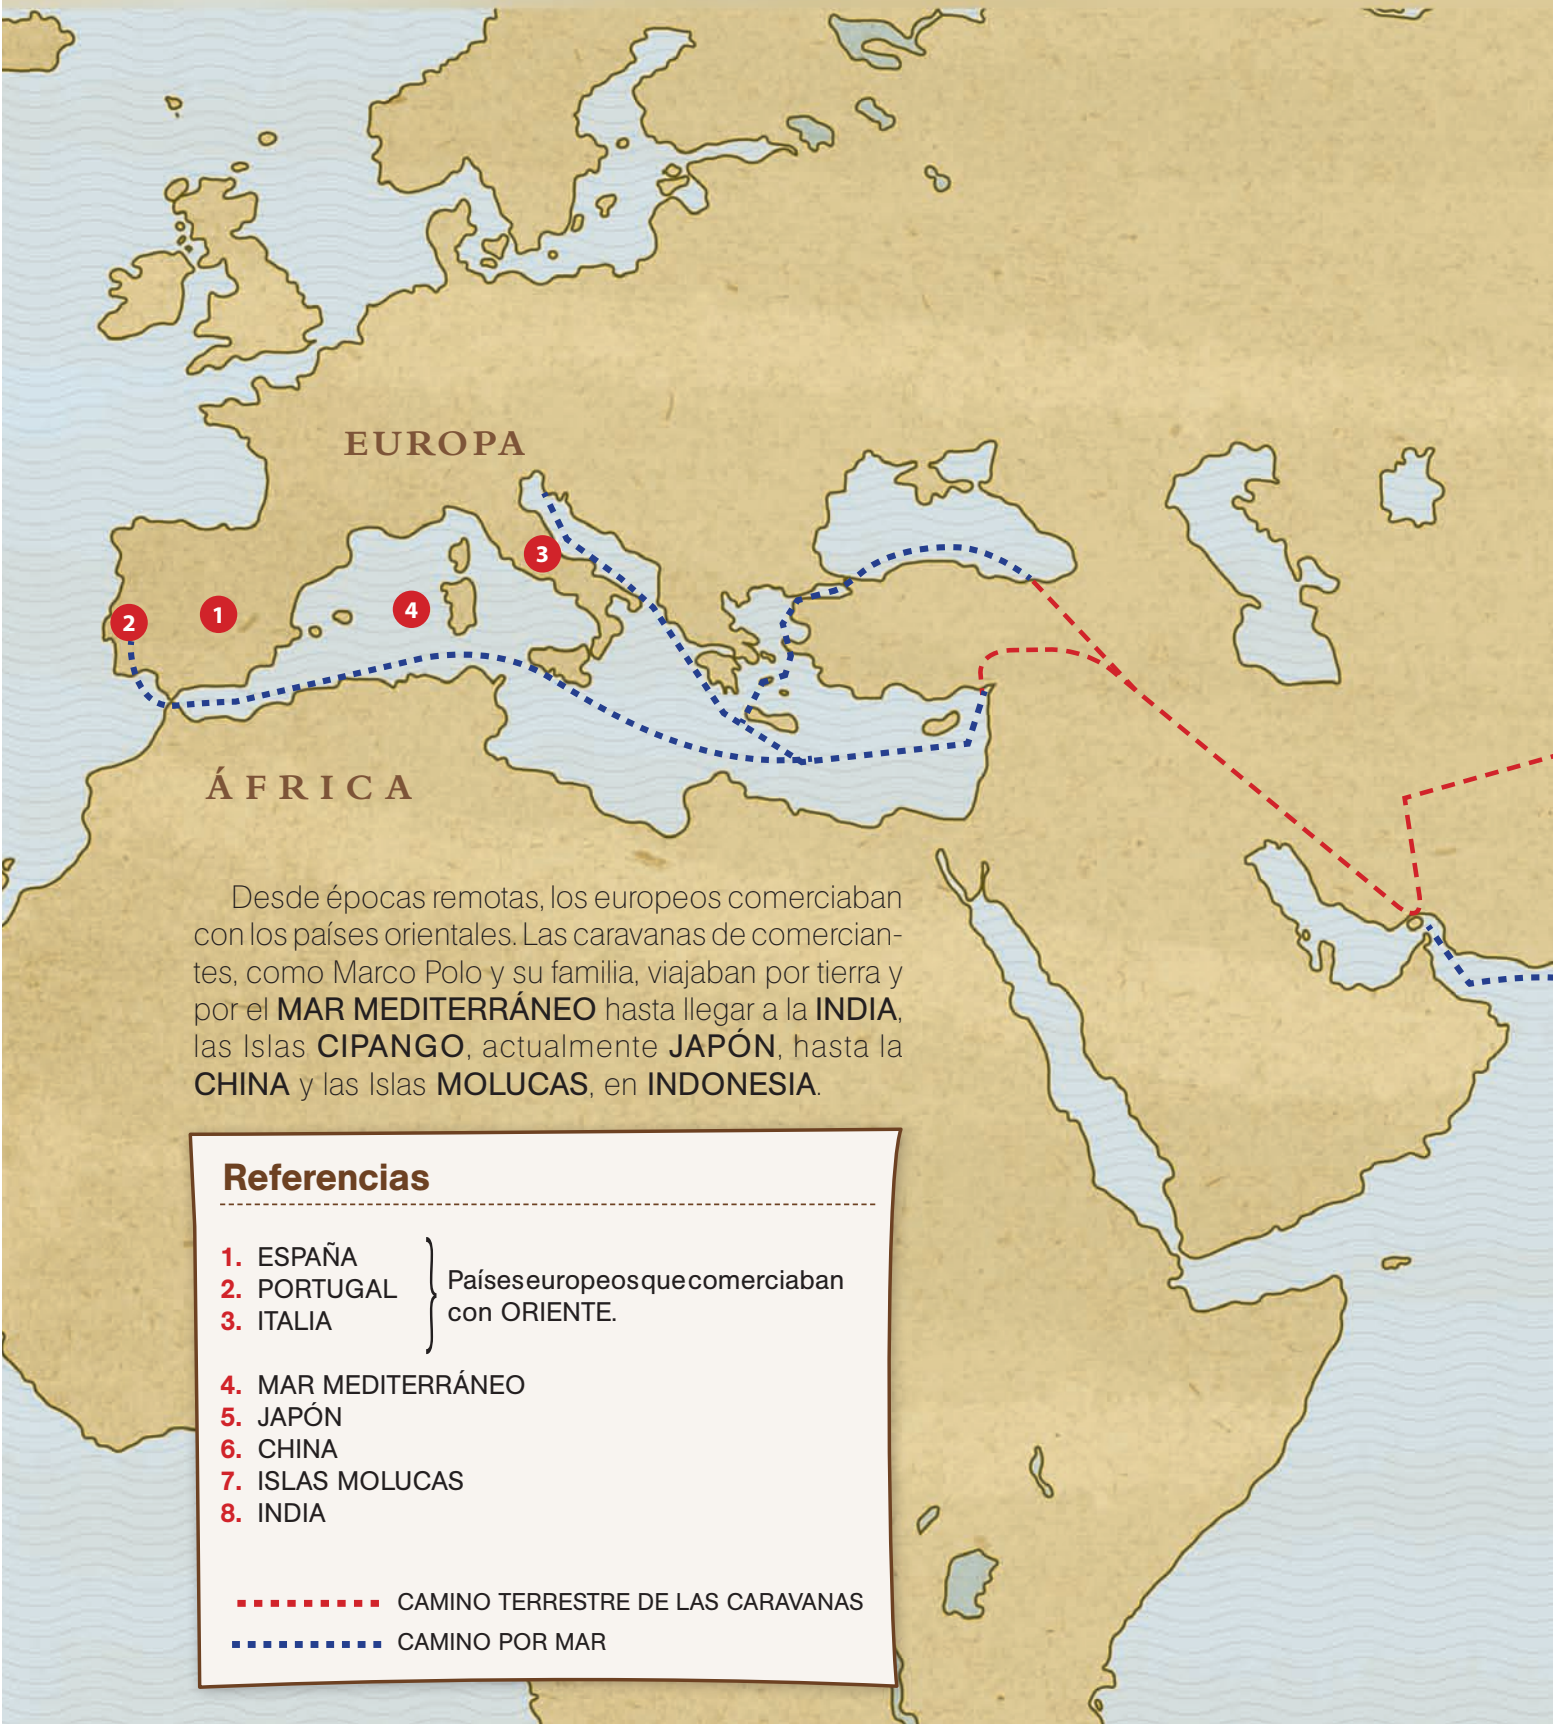 EUROPA
3
4
1
2
ÁFRICA
Desde épocas remotas, los europeos comerciaban
con los países orientales. Las caravanas de comercian-
tes, como Marco Polo y su familia, viajaban por tierra y
por el MAR MEDITERRÁNEO hasta llegar a la INDIA,
las Islas CIPANGO, actualmente JAPÓN, hasta la
CHINA y las Islas MOLUCAS, en INDONESIA.
Referencias
1. ESPAÑA
2. PORTUGAL
3. ITALIA
Países europeos que comerciaban
con ORIENTE.
4. MAR MEDITERRÁNEO
5. JAPÓN
6. CHINA
7. ISLAS MOLUCAS
8. INDIA
CAMINO TERRESTRE DE LAS CARAVANAS
CAMINO POR MAR